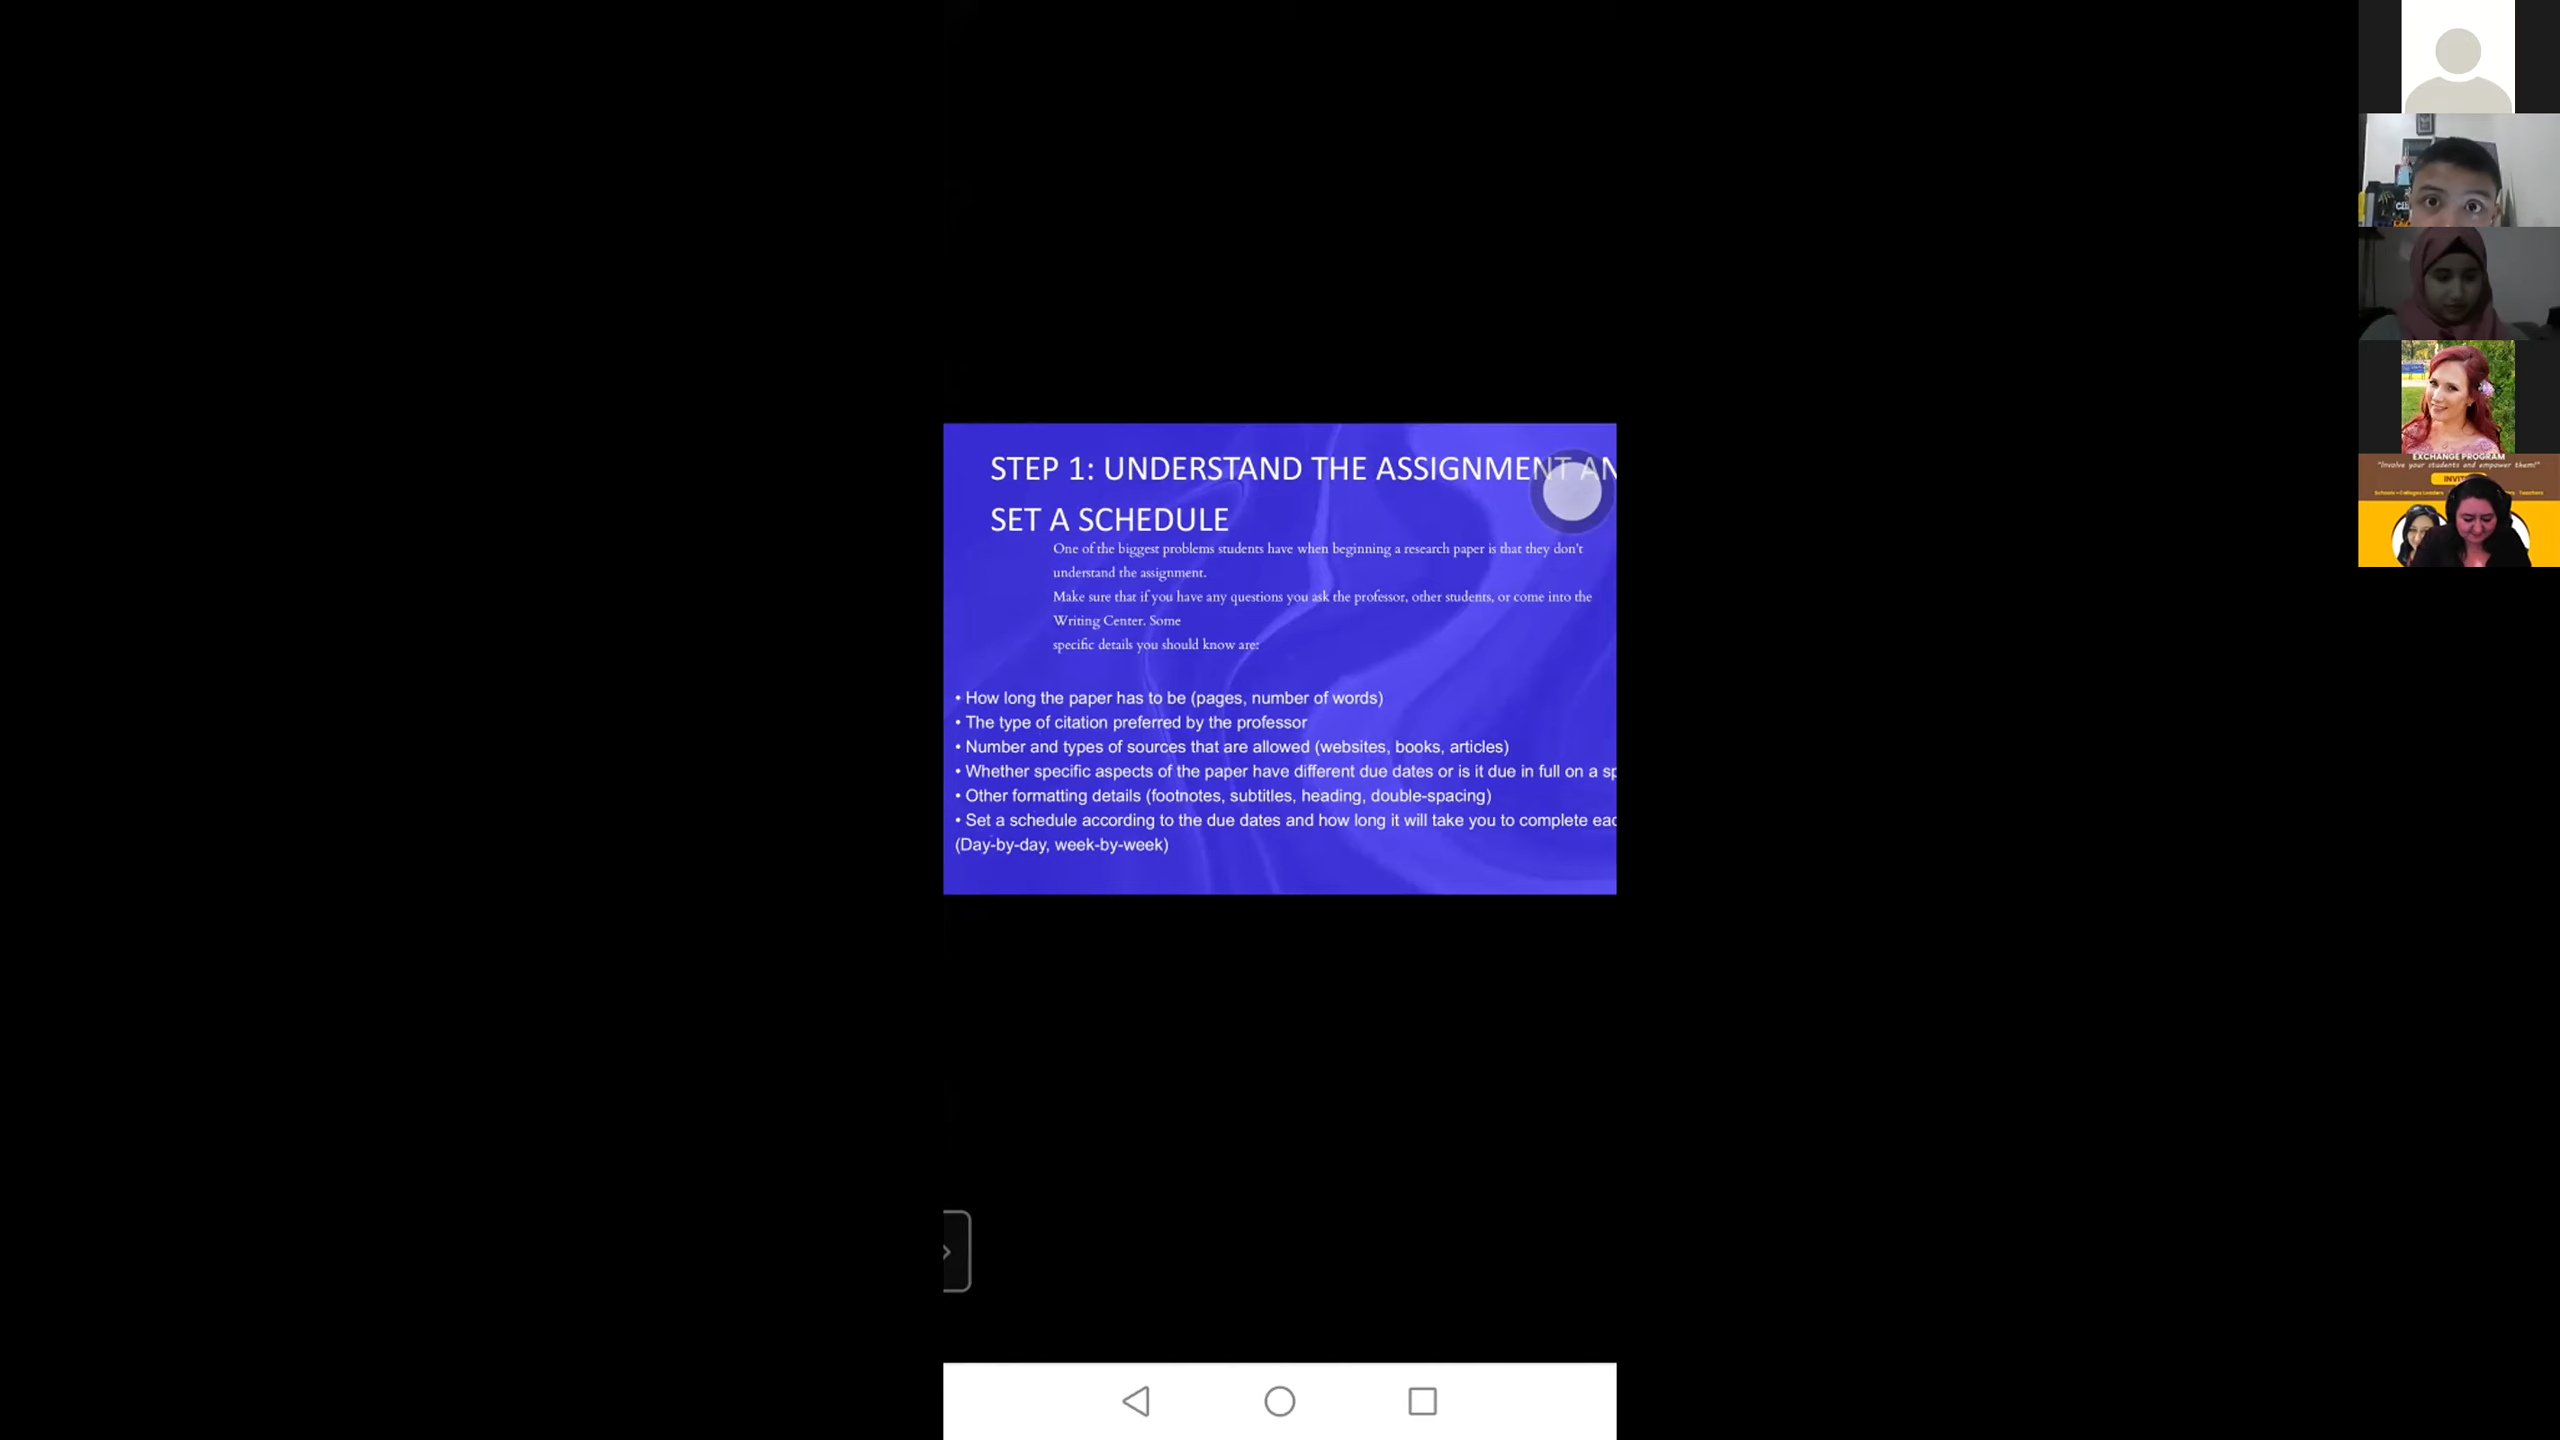 STEP 1: UNDERSTAND THE ASSIGNMENT AN
SET A SCHEDULE
One of the biggest problems students have when beginning a research paper is that they don't
understand the assignment.
Make sure that if you have any questions you ask the professor, other students, or come into the
Writing Center. Some
specific details you should know are:
• How long the paper has to be (pages, number of words)
• The type of citation preferred by the professor
• Number and types of sources that are allowed (websites, books, articles)
• Whether specific aspects of the paper have different due dates or is it due in full on a sp
• Other formatting details (footnotes, subtitles, heading, double-spacing)
• Set a schedule according to the due dates and how long it will take you to complete eac
(Day-by-day, week-by-week)
EXCHANGE PROGRAM
"Involve your students and empower them!"